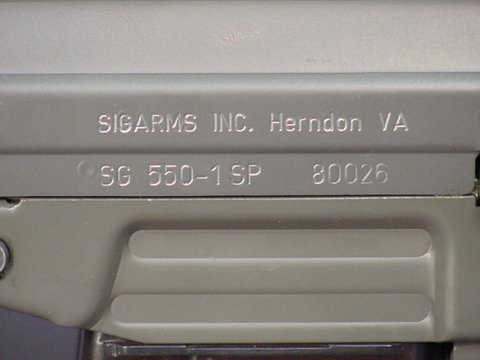 SIGARMS INC. Herndon VA
SG 550-1 SP 80026